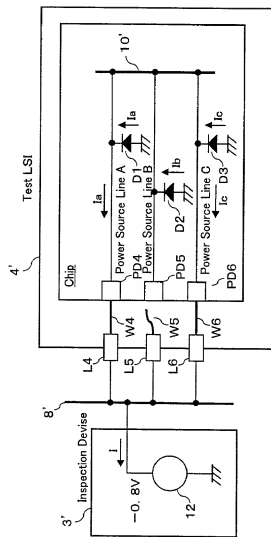 Test LSI
4'
Chip
10'
Ia
Power Source Line A
Ia
D1
PD4
L4
W4
Power Source Line B
Ib
D2
PD5
L5
W5
Power Source Line C
Ic
Ic
D3
PD6
L6
W6
8'
Inspection Devise
3'
I
-0. 8V
12